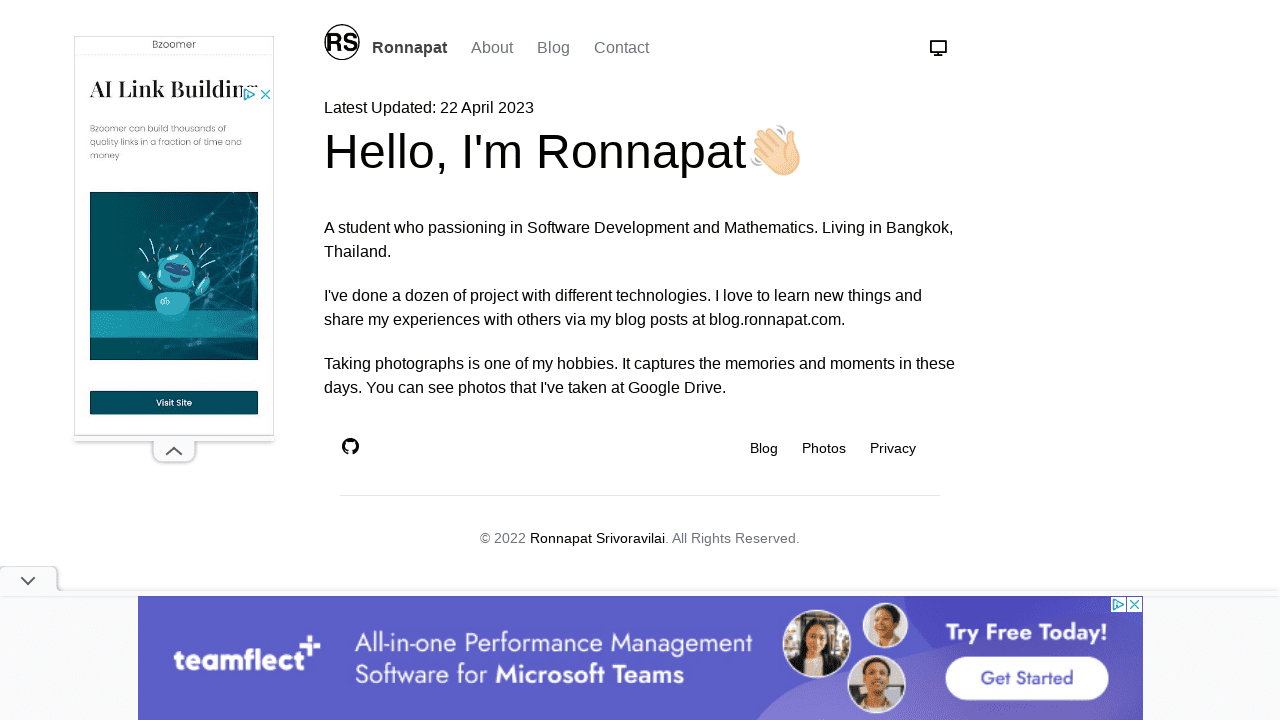 Bzoomer
AI Link Building
Bzoomer can build thousands of
quality links in a fraction of time and
money
Visit Site
RS
Ronnapat
About
Blog
Contact
Latest Updated: 22 April 2023
Hello, I'm Ronnapat👋🏻
A student who passioning in Software Development and Mathematics. Living in Bangkok,
Thailand.
I've done a dozen of project with different technologies. I love to learn new things and
share my experiences with others via my blog posts at blog.ronnapat.com.
Taking photographs is one of my hobbies. It captures the memories and moments in these
days. You can see photos that I've taken at Google Drive.
Blog
Photos
Privacy
© 2022 Ronnapat Srivoravilai. All Rights Reserved.
teamflect
All-in-one Performance Management
Software for Microsoft Teams
Try Free Today!
Get Started